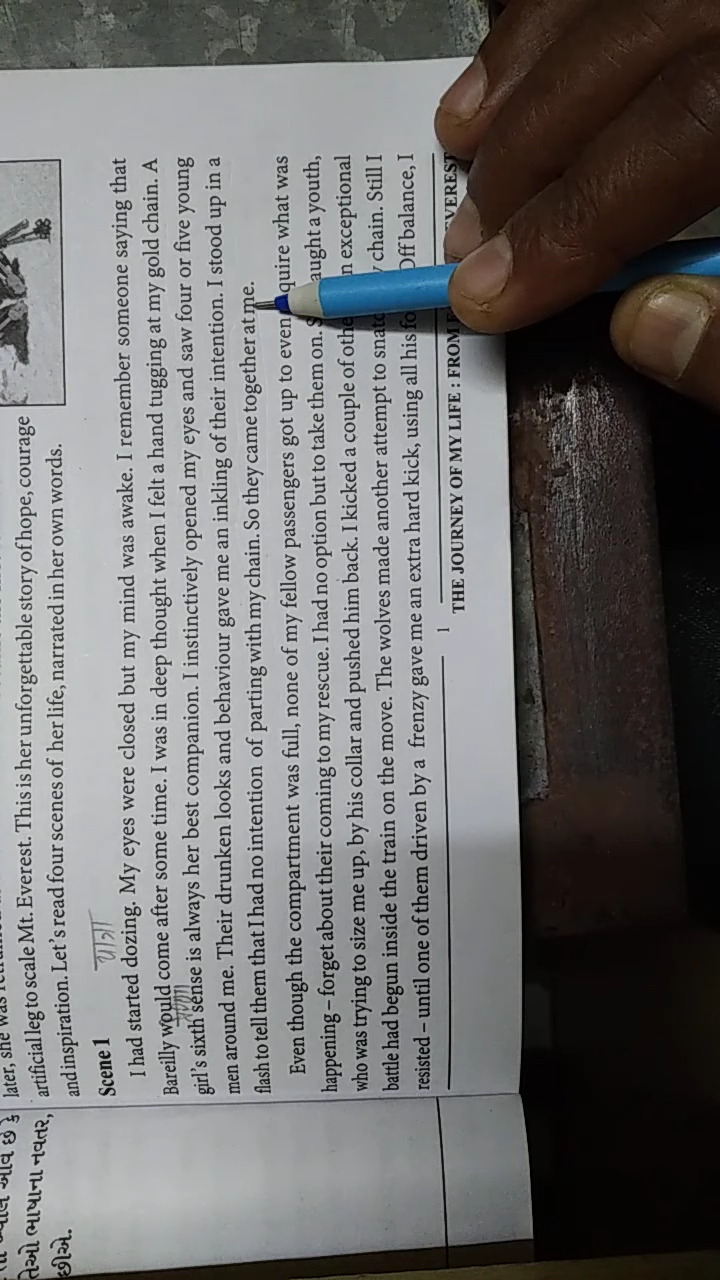 later, she was
artificial leg to scale Mt. Everest. This is her unforgettable story of hope, courage
and inspiration. Let's read four scenes of her life, narrated in her own words.
Scene 1
I had started dozing. My eyes were closed but my mind was awake. I remember someone saying that
Bareilly would come after some time. I was in deep thought when I felt a hand tugging at my gold chain. A
girl's sixth sense is always her best companion. I instinctively opened my eyes and saw four or five young
men around me. Their drunken looks and behaviour gave me an inkling of their intention. I stood up in a
flash to tell them that I had no intention of parting with my chain. So they came together at me.
Even though the compartment was full, none of my fellow passengers got up to even quire what was
happening – forget about their coming to my rescue. I had no option but to take them on. aught a youth,
who was trying to size me up, by his collar and pushed him back. I kicked a couple of othe n exceptional
battle had begun inside the train on the move. The wolves made another attempt to snatc y chain. Still I
resisted – until one of them driven by a frenzy gave me an extra hard kick, using all his fo Off balance, I
1
THE JOURNEY OF MY LIFE : FROM EVEREST
તેઓ ભાષાના નવતર,
છીએ.